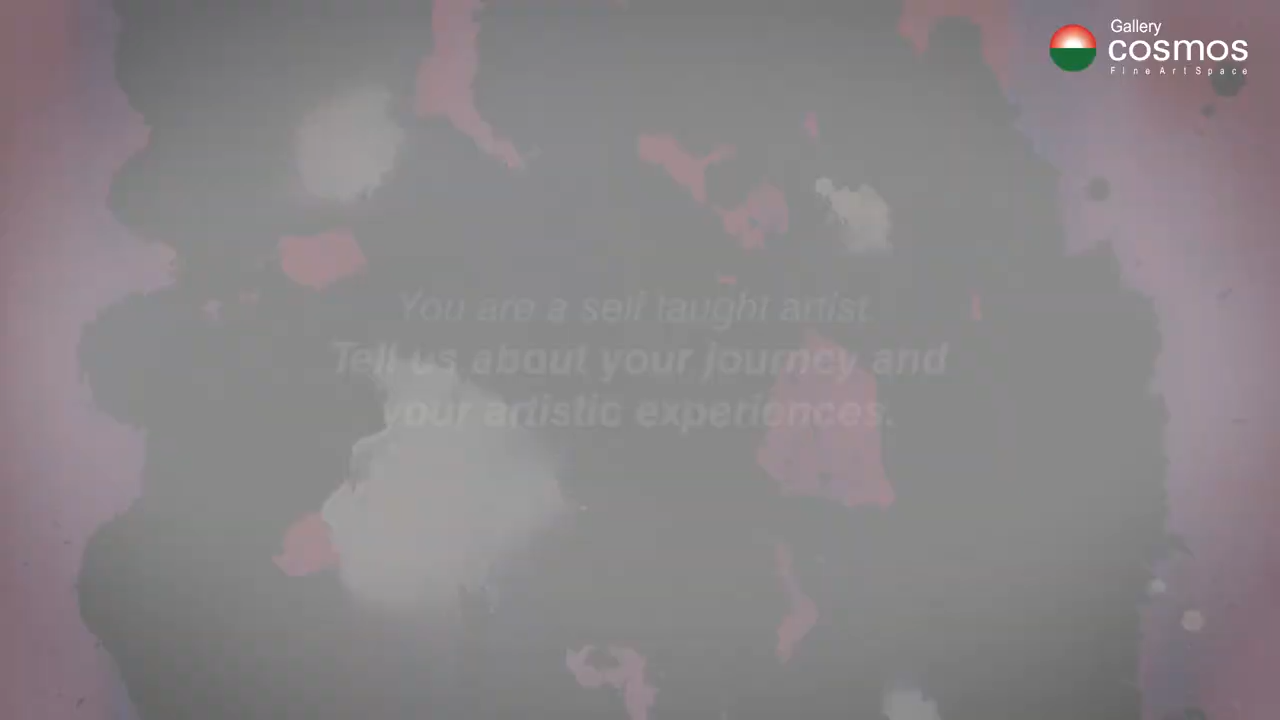 Gallery
cosmos
Fine Art Space
You are a self taught artist.
Tell us about your journey and
your artistic experiences.